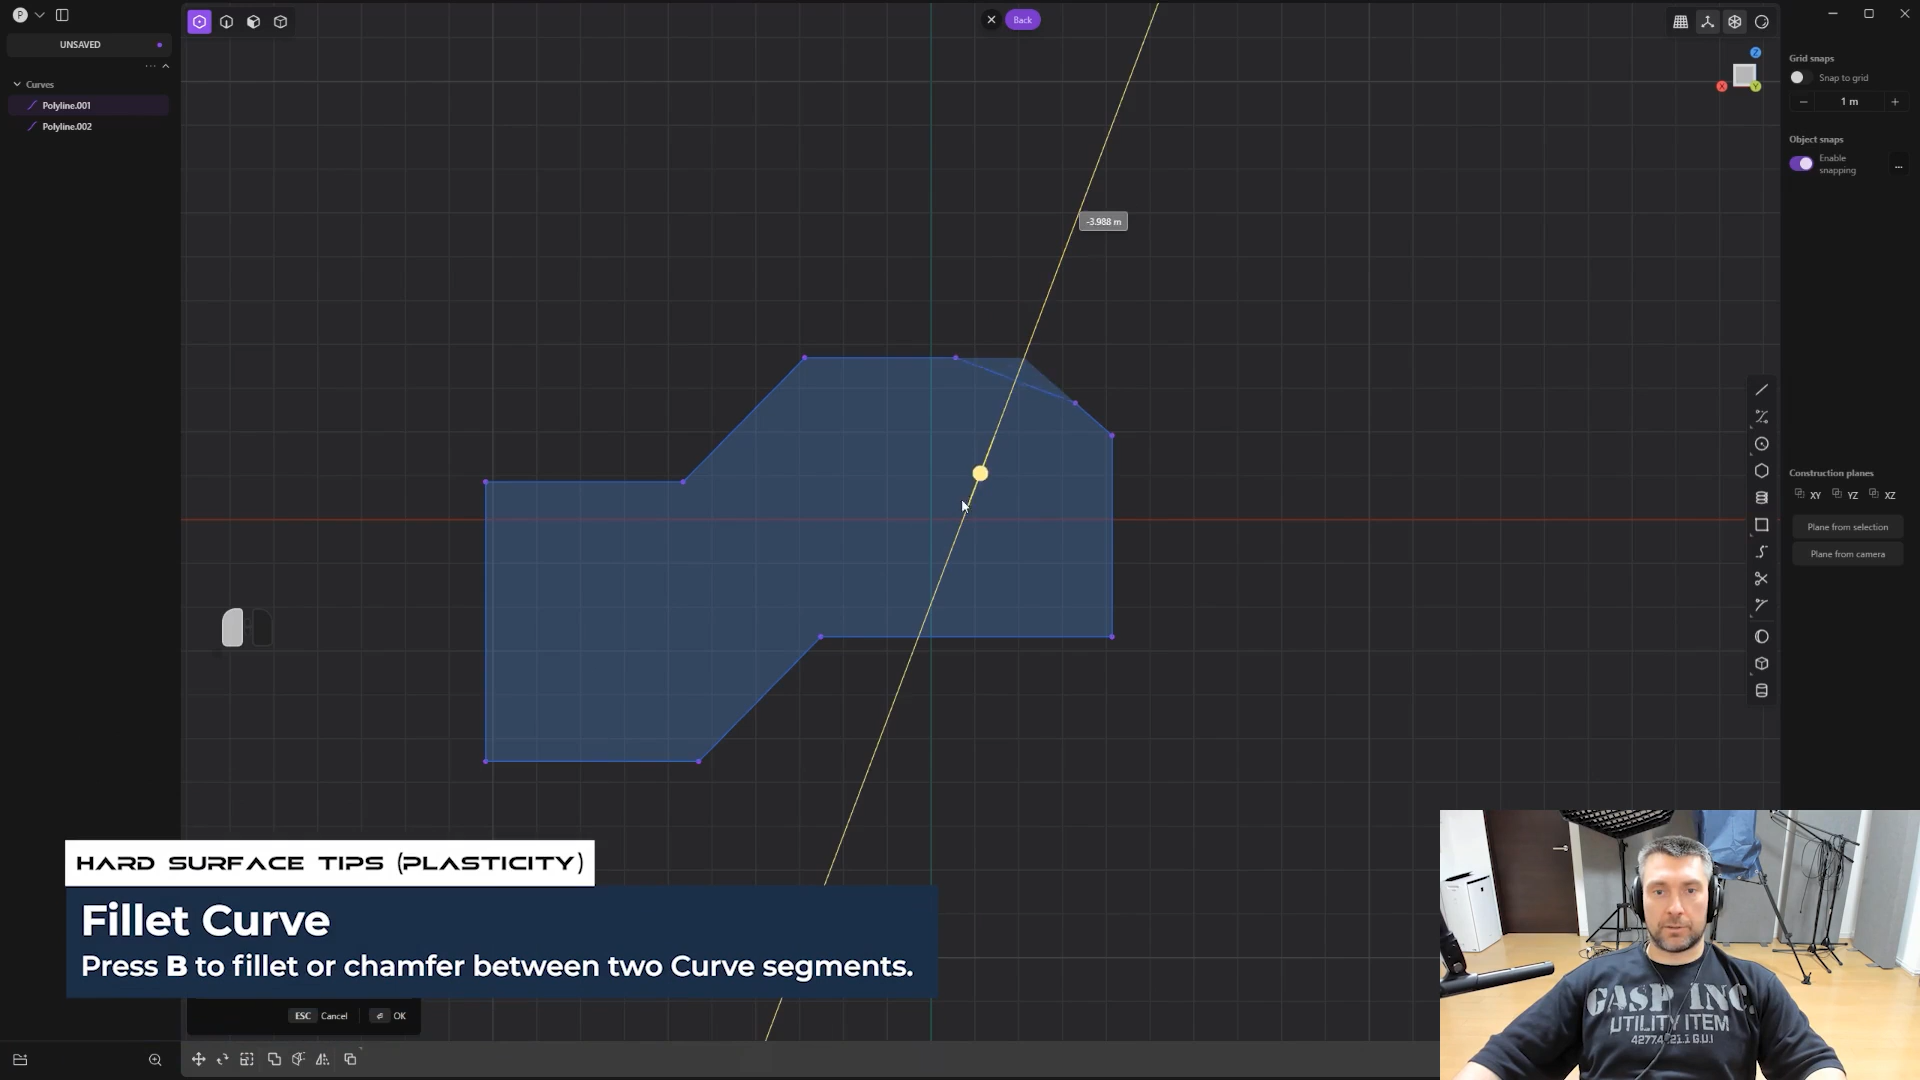 P
UNSAVED
Curves
Polyline.001
Polyline.002
Back
-3.988 m
Z
X
Y
Grid snaps
Snap to grid
1 m
Object snaps
Enable
snapping
Construction planes
XY
YZ
XZ
Plane from selection
Plane from camera
HARD SURFACE TIPS (PLASTICITY)
Fillet Curve
Press B to fillet or chamfer between two Curve segments.
ESC Cancel
OK
GASP INC.
UTILITY ITEM